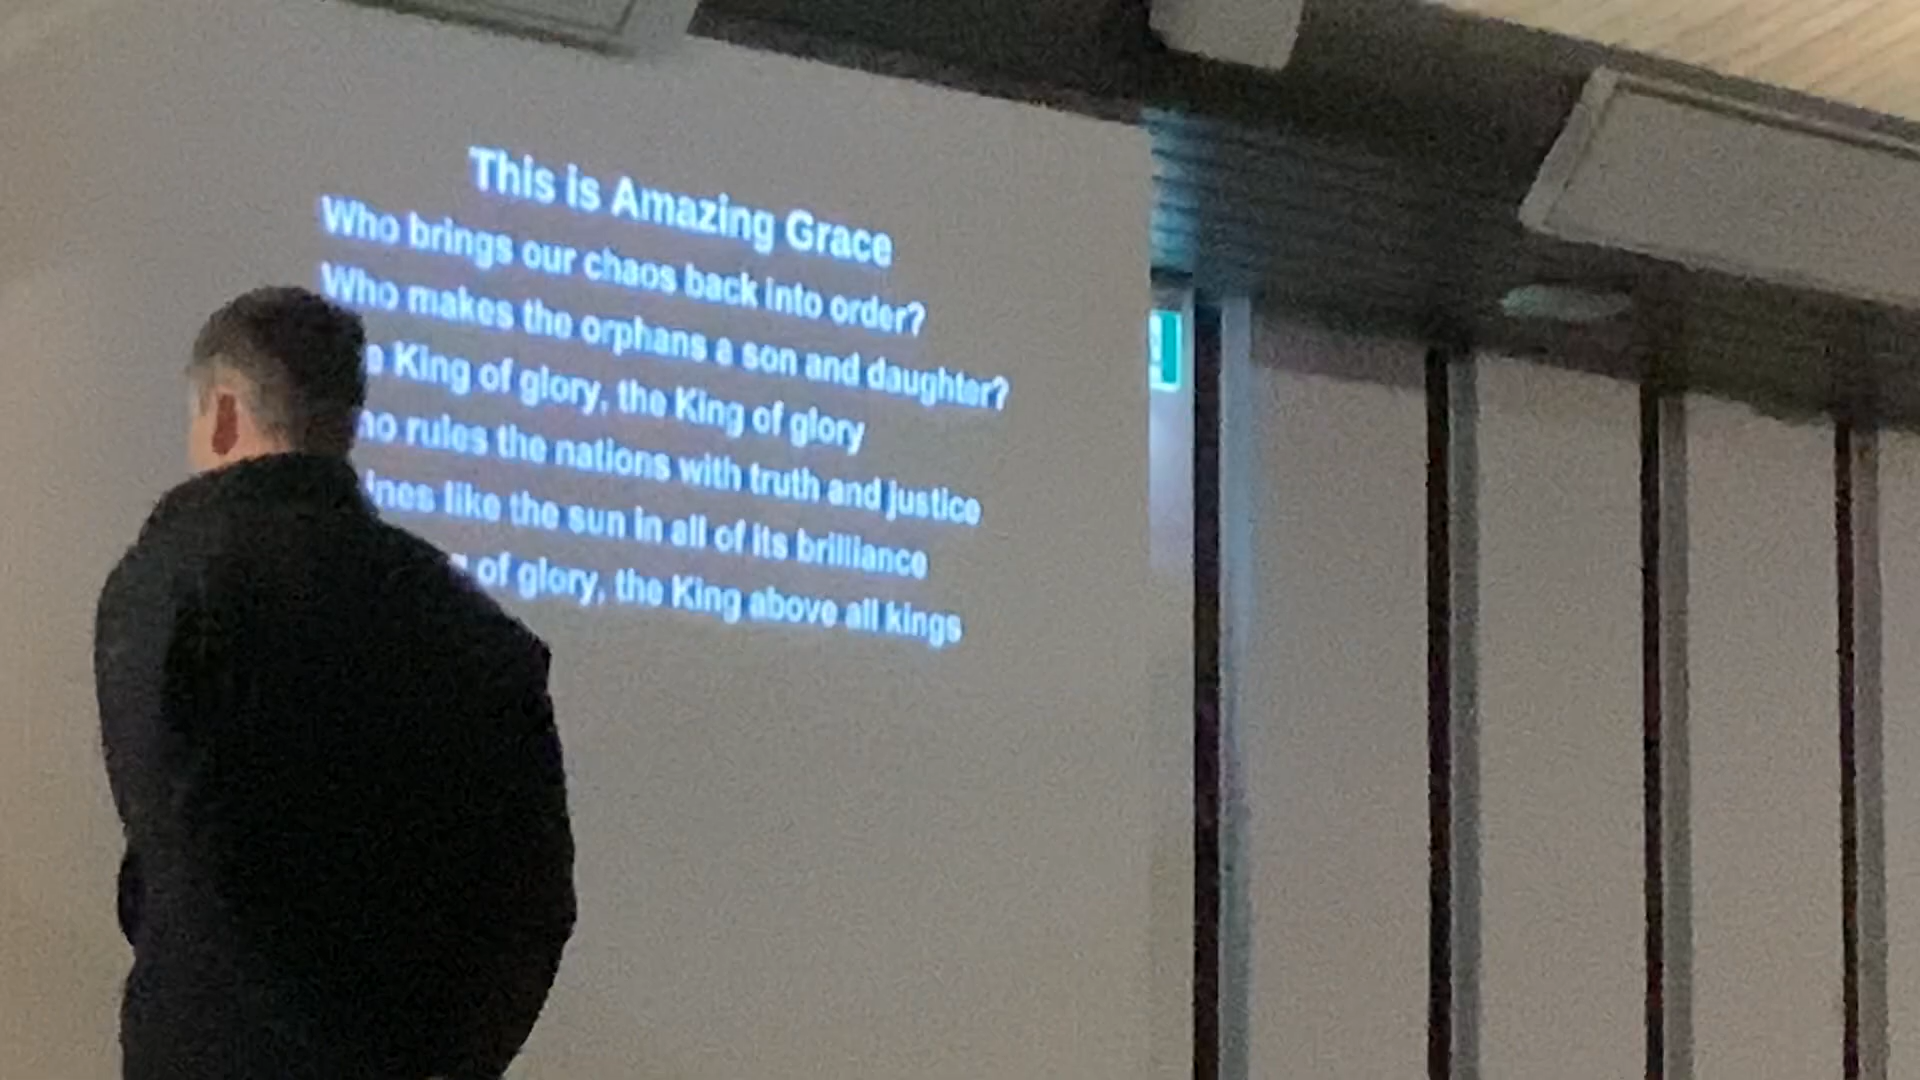 This is Amazing Grace
Who brings our chaos back into order?
Who makes the orphans a son and daughter?
King of glory, the King of glory
rules the nations with truth and justice
like the sun in all of its brilliance
of glory, the King above all kings